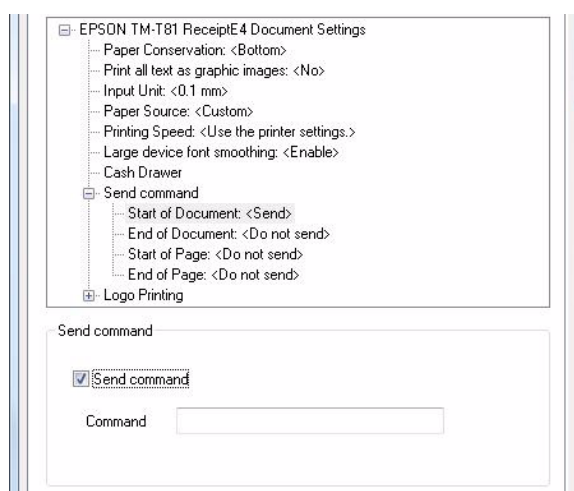 EPSON TM-T81 ReceiptE4 Document Settings
Paper Conservation: <Bottom>
Print all text as graphic images: <No>
Input Unit: <0.1 mm>
Paper Source: <Custom>
Printing Speed: <Use the printer settings.>
Large device font smoothing: <Enable>
Cash Drawer
Send command
Start of Document: <Send>
End of Document: <Do not send>
Start of Page: <Do not send>
End of Page: <Do not send>
Logo Printing
Send command
Send command
Command